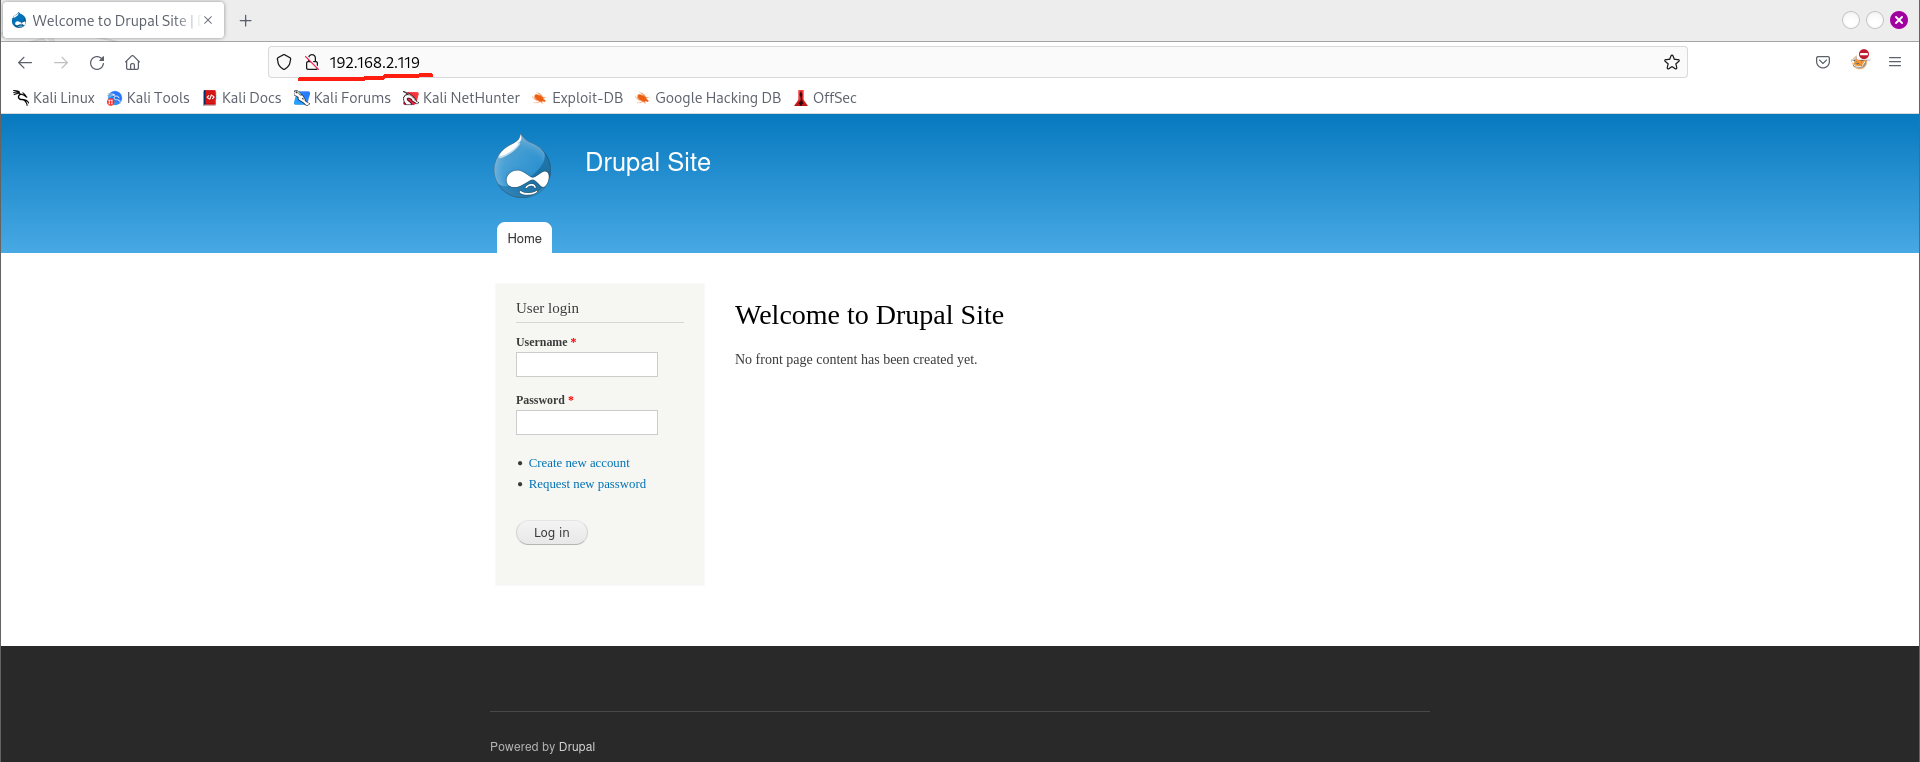 Welcome to Drupal Site |
192.168.2.119
Kali Linux Kali Tools Kali Docs Kali Forums Kali NetHunter Exploit-DB Google Hacking DB OffSec
Drupal Site
Home
User login
Username *
Password *
Create new account
Request new password
Log in
Welcome to Drupal Site
No front page content has been created yet.
Powered by Drupal